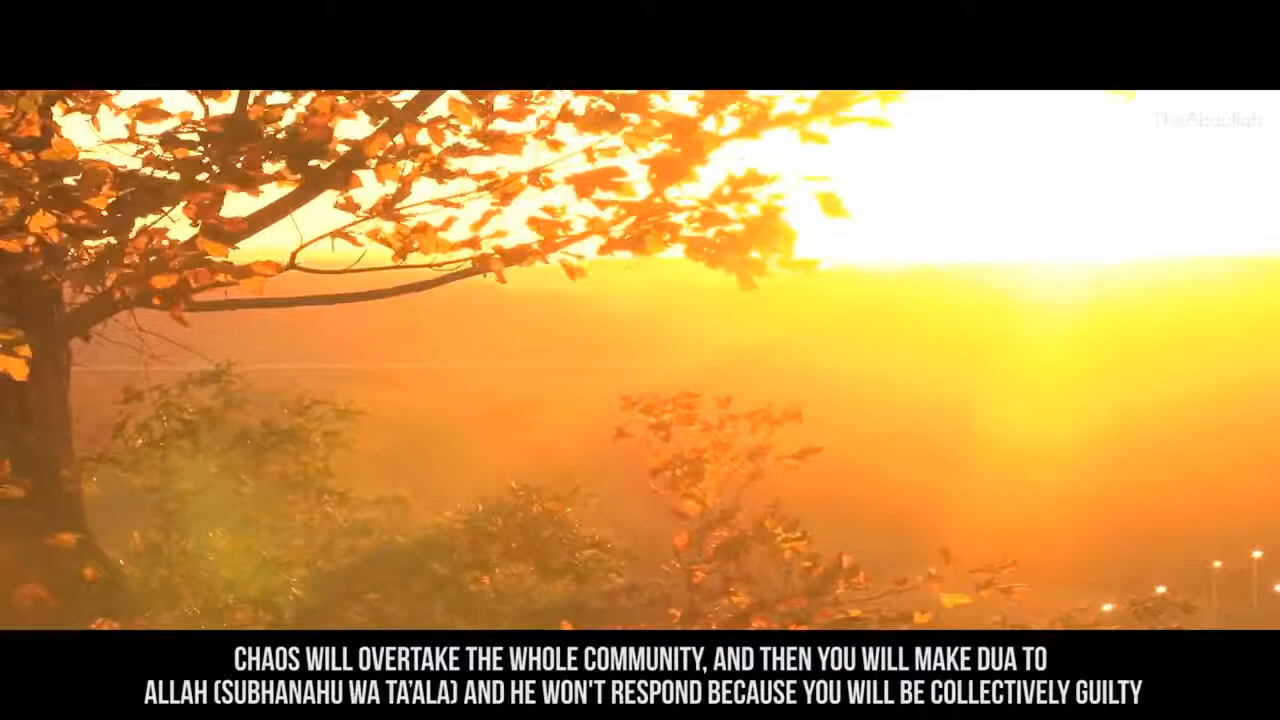 TheAbdullah
CHAOS WILL OVERTAKE THE WHOLE COMMUNITY, AND THEN YOU WILL MAKE DUA TO
ALLAH (SUBHANAHU WA TA'ALA) AND HE WON'T RESPOND BECAUSE YOU WILL BE COLLECTIVELY GUILTY